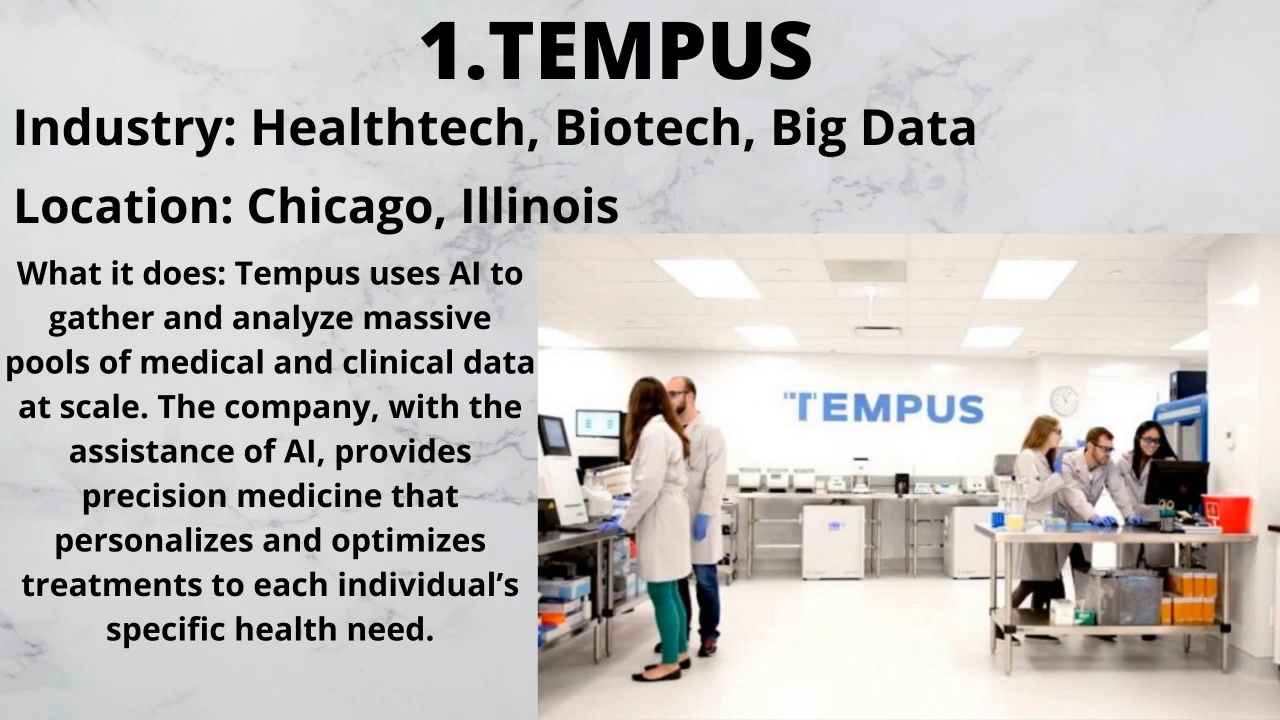 1.TEMPUS
Industry: Healthtech, Biotech, Big Data
Location: Chicago, Illinois
What it does: Tempus uses AI to
gather and analyze massive
pools of medical and clinical data
at scale. The company, with the
assistance of AI, provides
precision medicine that
personalizes and optimizes
treatments to each individual’s
specific health need.
TEMPUS